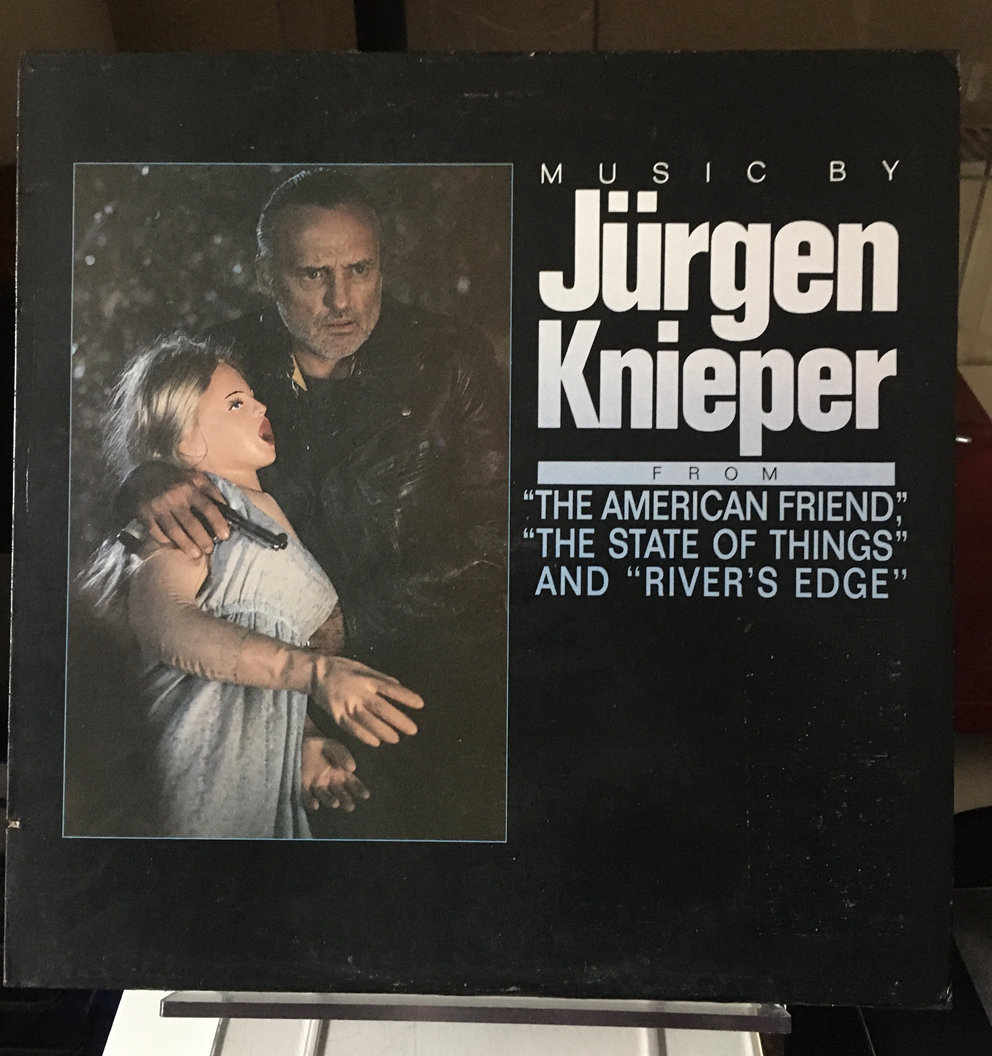 MUSIC BY
Jürgen
Knieper
FROM
“THE AMERICAN FRIEND,”
“THE STATE OF THINGS”
AND “RIVER’S EDGE”